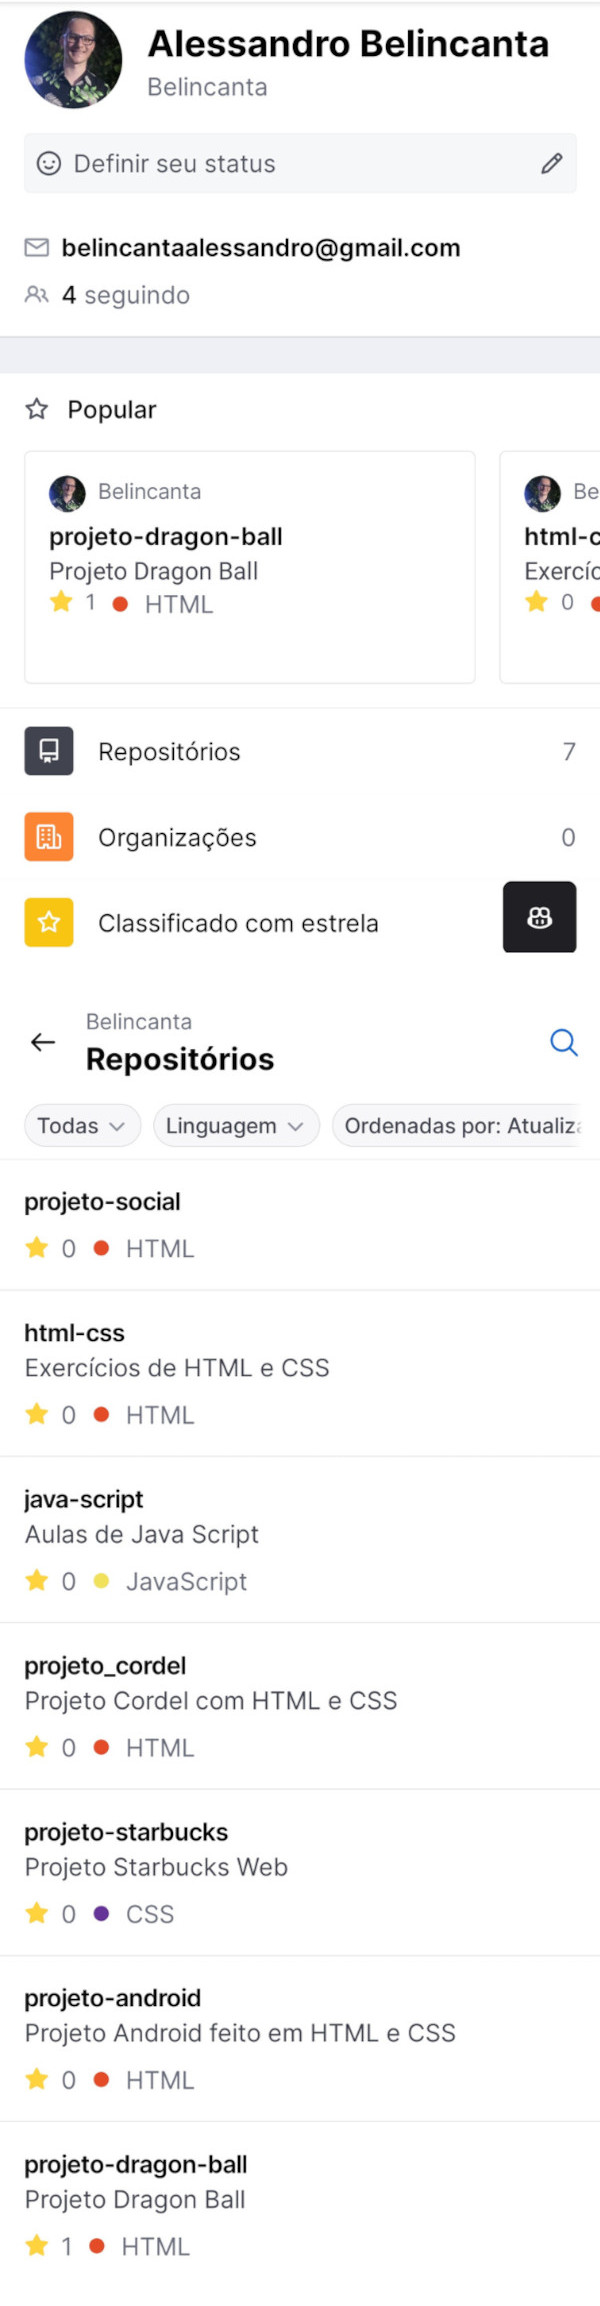 Alessandro Belincanta
Belincanta
Definir seu status
belincantaalessandro@gmail.com
4 seguindo
Popular
Belincanta
projeto-dragon-ball
Projeto Dragon Ball
1 HTML
Be
html-c
Exercíc
0
Repositórios 7
Organizações 0
Classificado com estrela
Belincanta
Repositórios
Todas Linguagem Ordenadas por: Atualiza
projeto-social
0 HTML
html-css
Exercícios de HTML e CSS
0 HTML
java-script
Aulas de Java Script
0 JavaScript
projeto_cordel
Projeto Cordel com HTML e CSS
0 HTML
projeto-starbucks
Projeto Starbucks Web
0 CSS
projeto-android
Projeto Android feito em HTML e CSS
0 HTML
projeto-dragon-ball
Projeto Dragon Ball
1 HTML